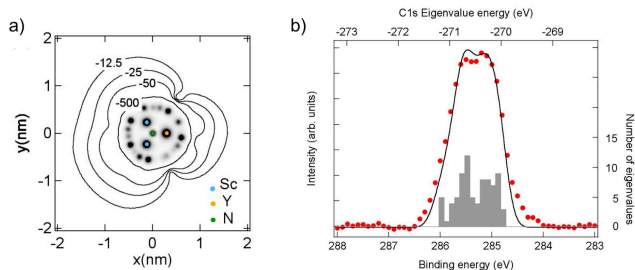 a)
2
1
0
-1
-2
y(nm)
-12.5
-25
-50
-500
Sc
Y
N
-2 -1 0 1 2
x(nm)
b)
C1s Eigenvalue energy (eV)
-273 -272 -271 -270 -269
Intensity (arb. units)
15
10
5
0
Number of eigenvalues
288 287 286 285 284 283
Binding energy (eV)